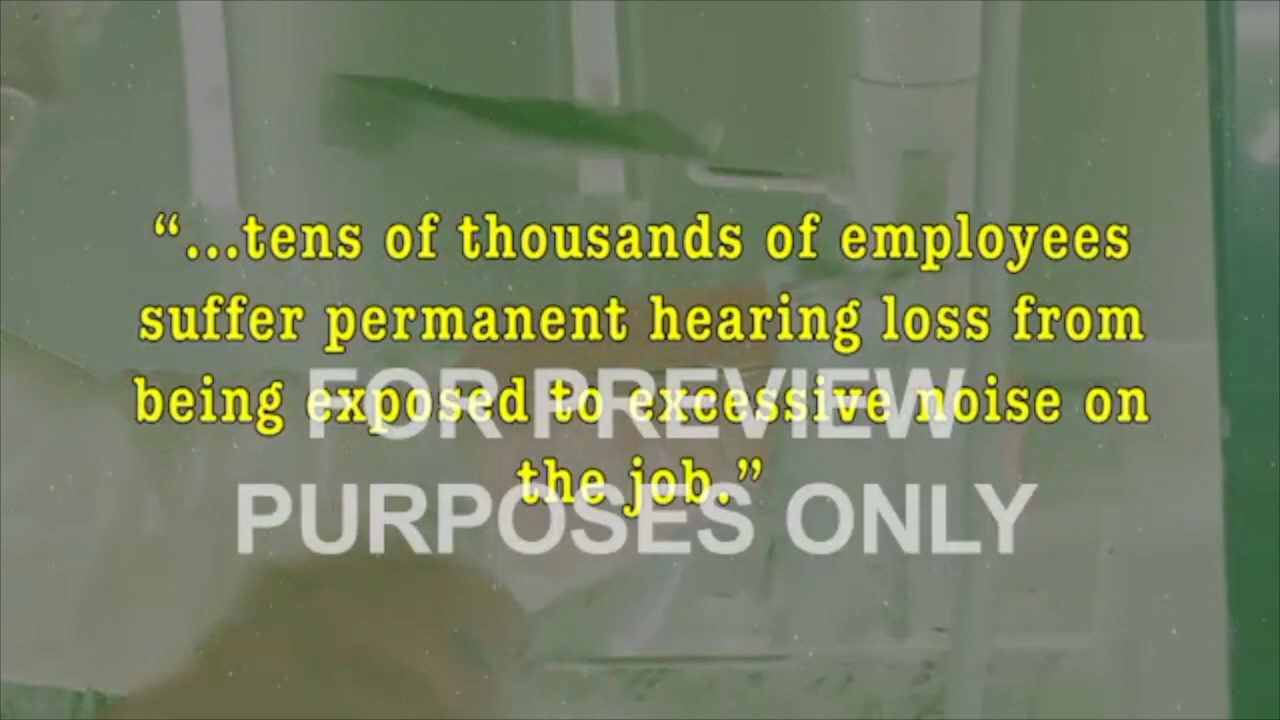 “...tens of thousands of employees
suffer permanent hearing loss from
being exposed to excessive noise on
the job.”
FOR PREVIEW
PURPOSES ONLY